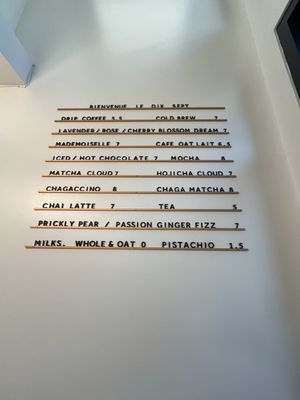 BIENVENUE LE DIX SEPT
DRIP COFFEE 5.5 COLD BREW 7
LAVENDER / ROSE / CHERRY BLOSSOM DREAM 7
MADEMOISELLE 7 CAFE OAT LAIT 6.5
ICED / HOT CHOCOLATE 7 MOCHA 8
MATCHA CLOUD 7 HOJICHA CLOUD 7
CHAGACCINO 8 CHAGA MATCHA 8
CHAI LATTE 7 TEA 5
PRICKLY PEAR / PASSION GINGER FIZZ 7
MILKS. WHOLE & OAT 0 PISTACHIO 1.5